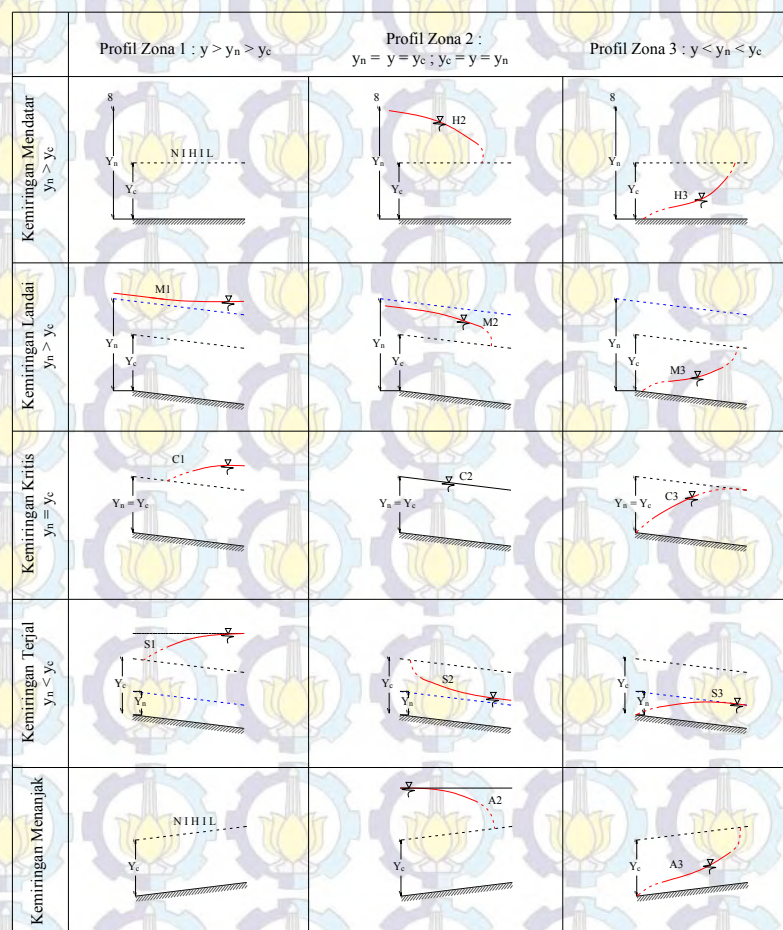 Profil Zona 1 : y > yn > yc
Profil Zona 2 :
yn = y = yc ; yc = y = yn
Profil Zona 3 : y < yn < yc
Kemiringan Mendatar
yn > yc
8
Yn
NIHIL
Yc
8
H2
Yn
Yc
8
Yn
Yc
H3
Kemiringan Landai
yn > yc
M1
Yn
Yc
M2
Yn
Yc
Yn
Yc
M3
Kemiringan Kritis
yn = yc
C1
Yn = Yc
C2
Yn = Yc
C3
Yn = Yc
Kemiringan Terjal
yn < yc
S1
Yc
Yn
S2
Yc
Yn
S3
Yc
Yn
Kemiringan Menanjak
NIHIL
Yc
A2
Yc
A3
Yc